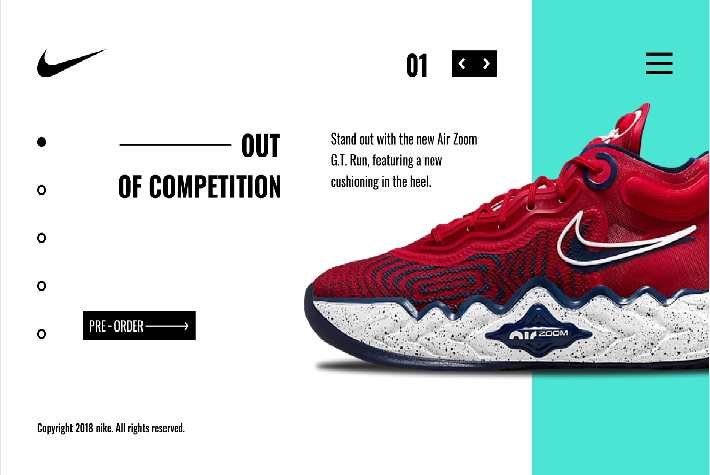 01
OUT
OF COMPETITION
Stand out with the new Air Zoom
G.T. Run, featuring a new
cushioning in the heel.
air ZOOM
PRE-ORDER
Copyright 2018 nike. All rights reserved.